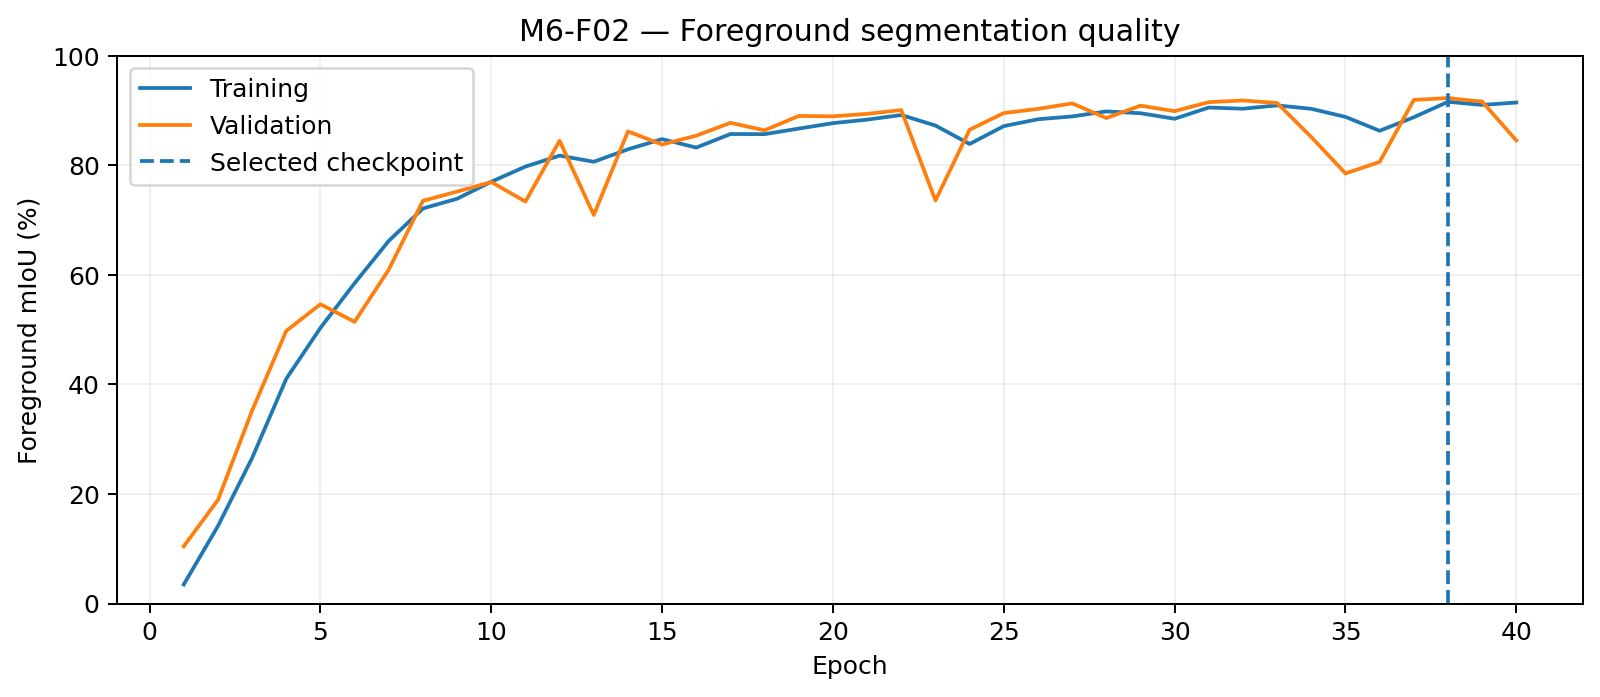 M6-F02 — Foreground segmentation quality
Training
Validation
Selected checkpoint
Foreground mIoU (%)
100
80
60
40
20
0
0 5 10 15 20 25 30 35 40
Epoch